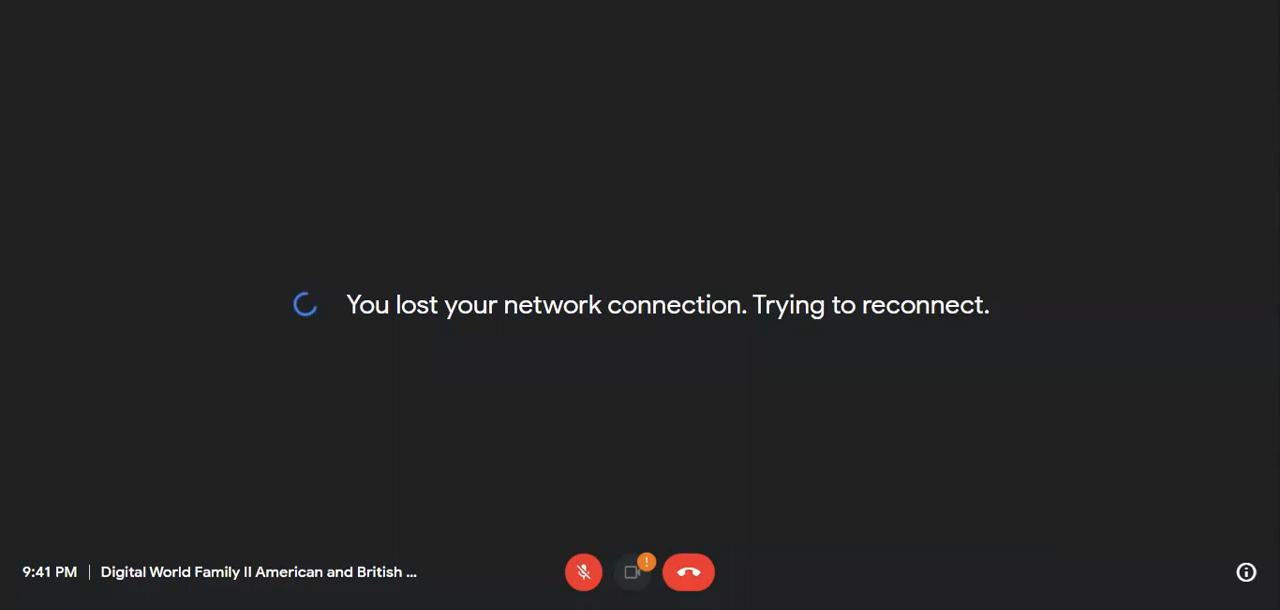 You lost your network connection. Trying to reconnect.
9:41 PM | Digital World Family II American and British ...